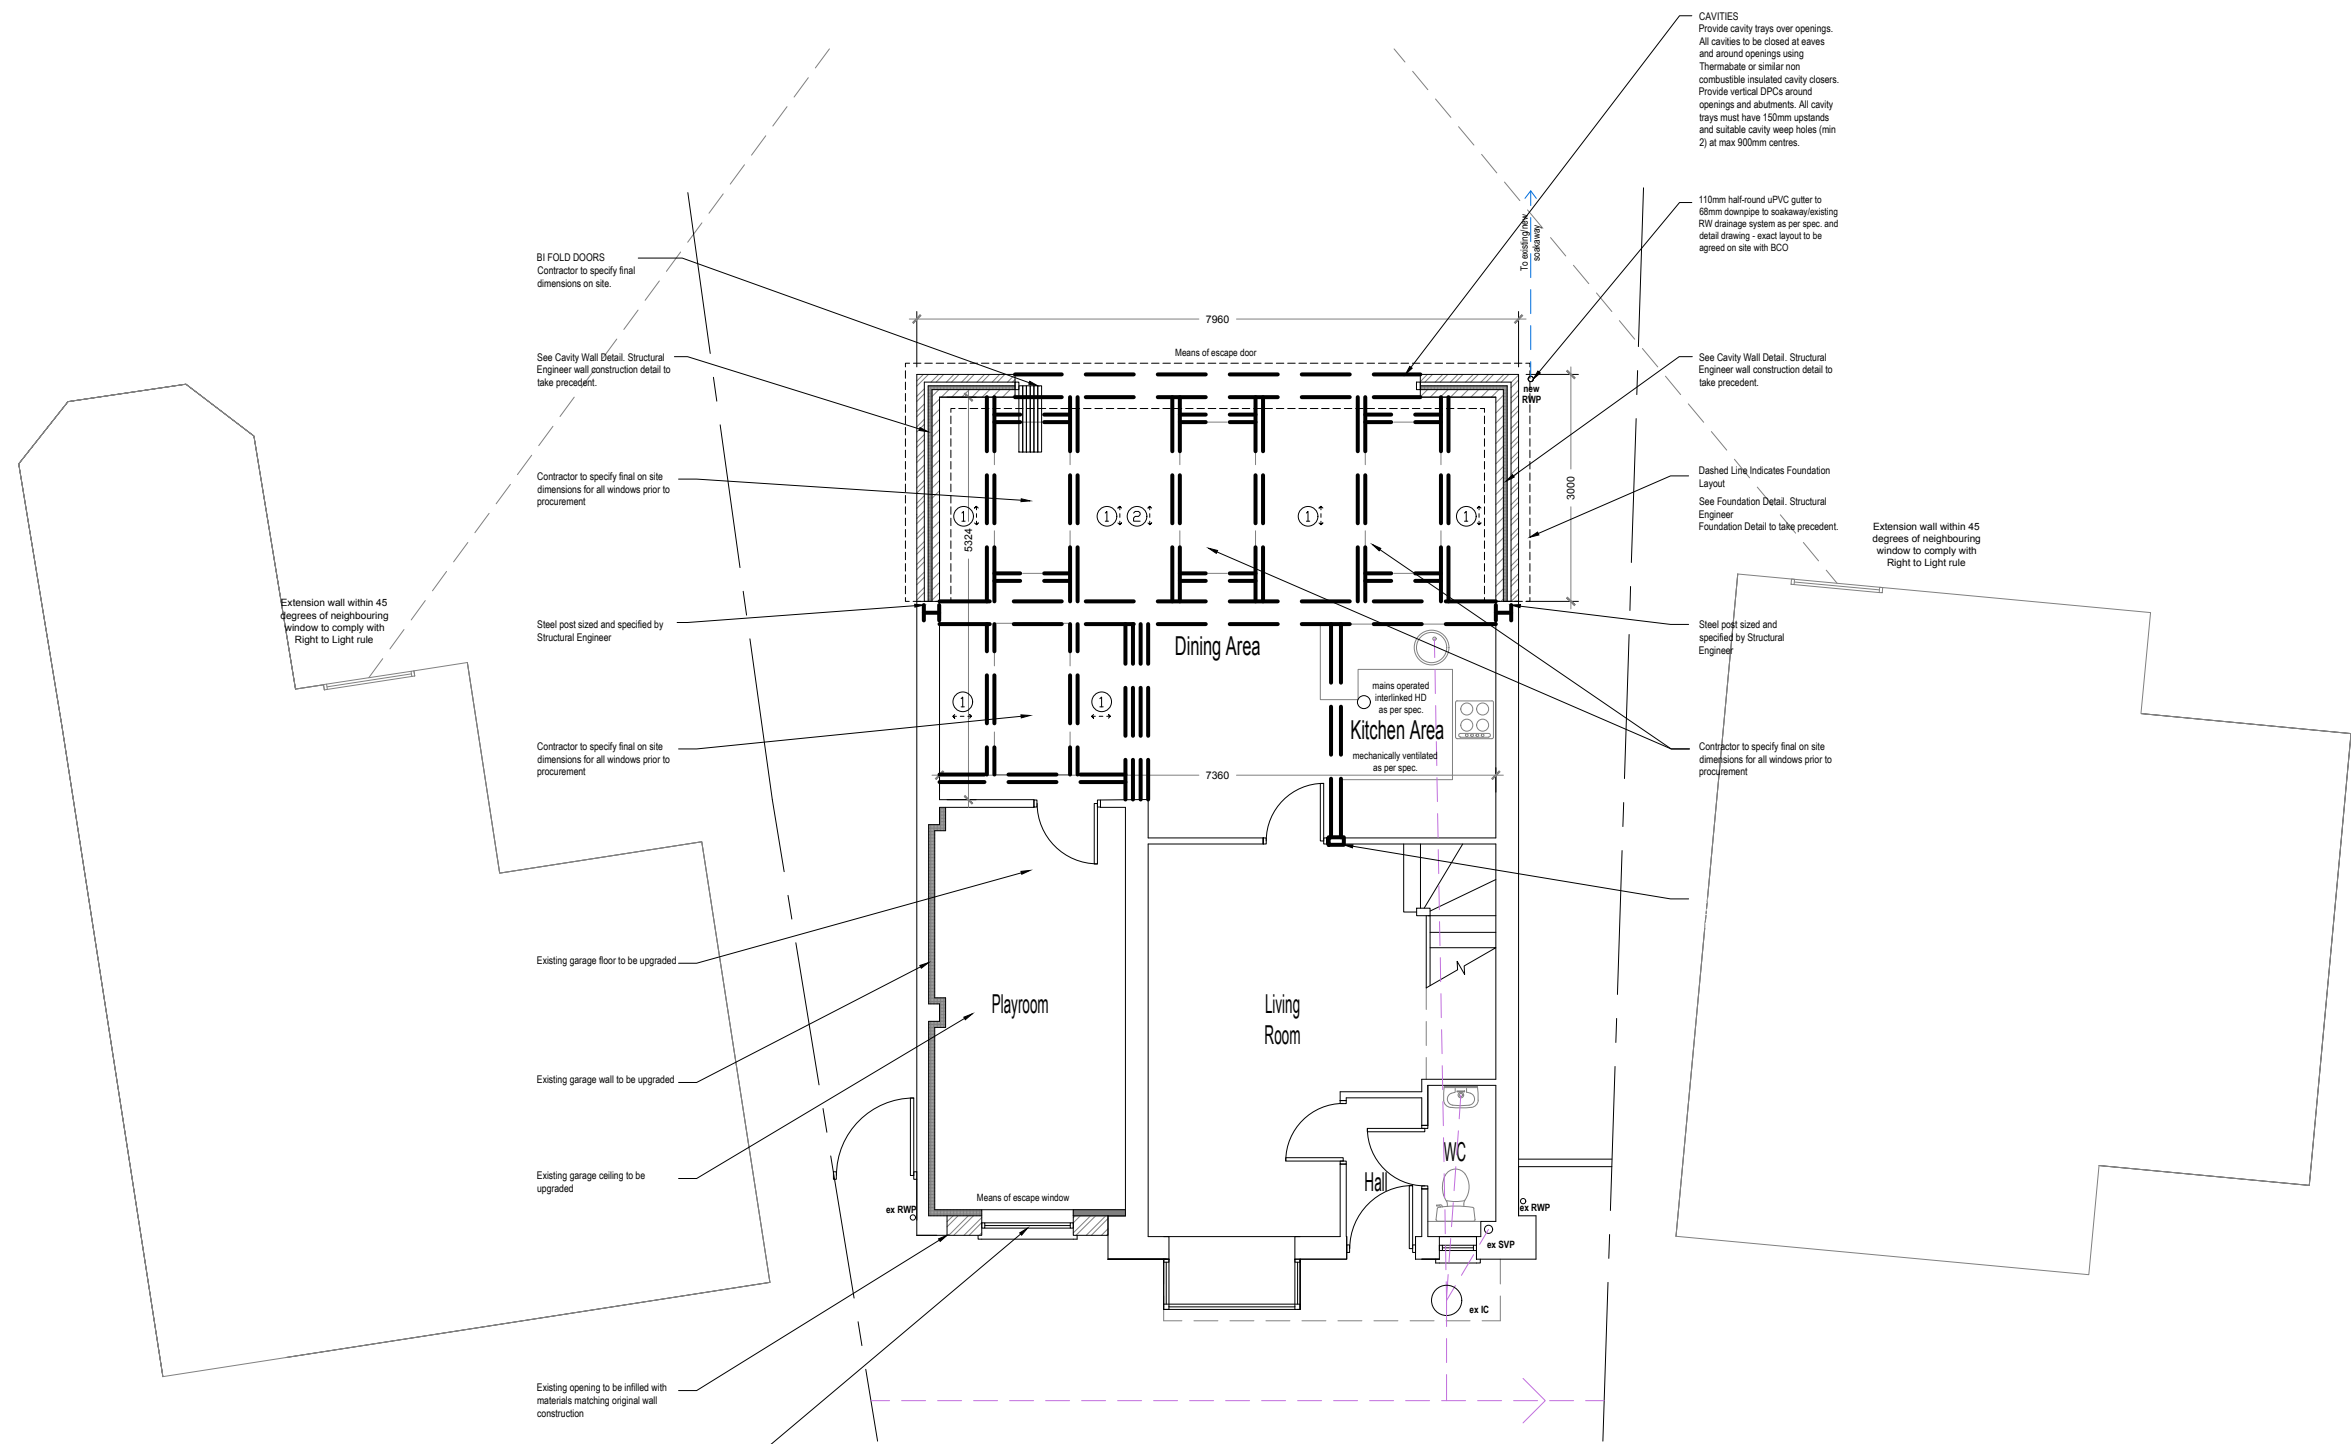 CAVITIES
Provide cavity trays over openings.
All cavities to be closed at eaves
and around openings using
Thermabate or similar non
combustible insulated cavity closers.
Provide vertical DPCs around
openings and abutments. All cavity
trays must have 150mm upstands
and suitable cavity weep holes (min
2) at max 900mm centres.
110mm half-round uPVC gutter to
68mm downpipe to soakaway/existing
RW drainage system as per spec. and
detail drawing - exact layout to be
agreed on site with BCO
To existing/new
soakaway
BI FOLD DOORS
Contractor to specify final
dimensions on site.
7960
Means of escape door
See Cavity Wall Detail. Structural
Engineer wall construction detail to
take precedent.
See Cavity Wall Detail. Structural
Engineer wall construction detail to
take precedent.
new
RWP
Contractor to specify final on site
dimensions for all windows prior to
procurement
Dashed Line Indicates Foundation
Layout
See Foundation Detail. Structural
Engineer
Foundation Detail to take precedent.
3000
5324
1
1
2
1
1
Extension wall within 45
degrees of neighbouring
window to comply with
Right to Light rule
Extension wall within 45
degrees of neighbouring
window to comply with
Right to Light rule
Steel post sized and specified by
Structural Engineer
Steel post sized and
specified by Structural
Engineer
Dining Area
mains operated
interlinked HD
as per spec.
Kitchen Area
mechanically ventilated
as per spec.
1
1
Contractor to specify final on site
dimensions for all windows prior to
procurement
Contractor to specify final on site
dimensions for all windows prior to
procurement
7360
Existing garage floor to be upgraded
Playroom
Living
Room
Existing garage wall to be upgraded
Existing garage ceiling to be
upgraded
WC
Hall
Means of escape window
ex RWP
ex RWP
ex SVP
ex IC
Existing opening to be infilled with
materials matching original wall
construction